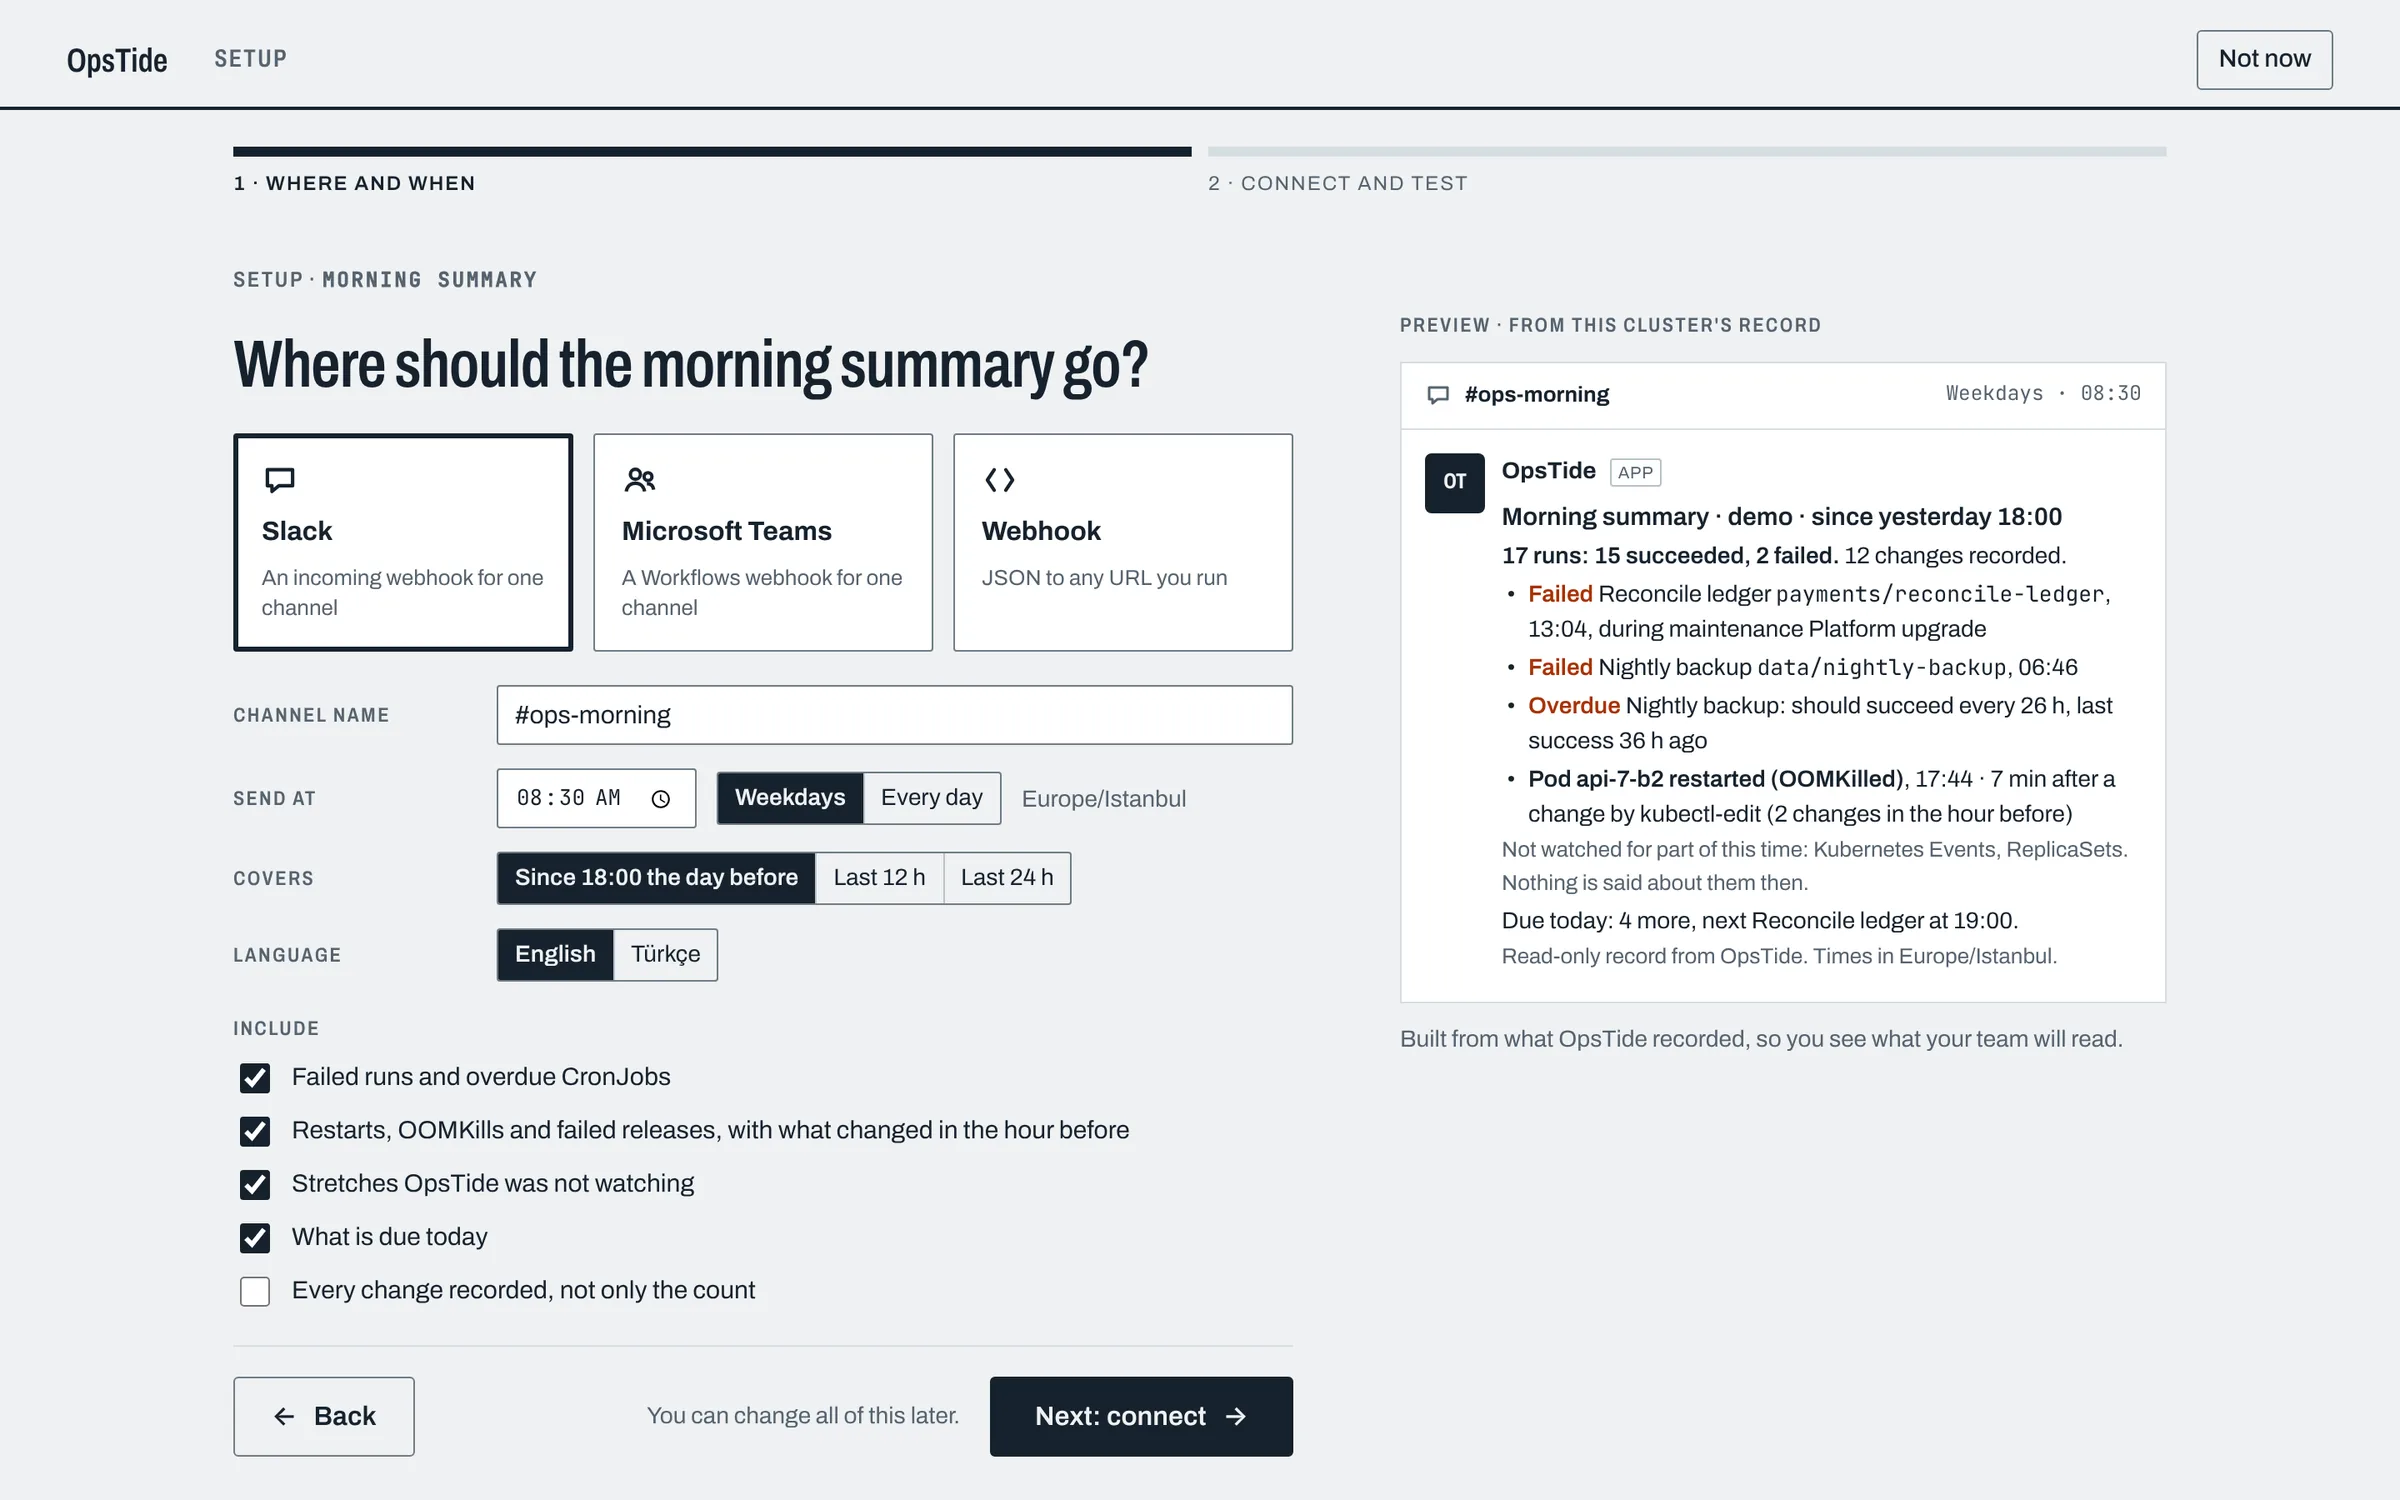 OpsTide
SETUP
Not now
1 · WHERE AND WHEN
2 · CONNECT AND TEST
SETUP · MORNING SUMMARY
Where should the morning summary go?
Slack
An incoming webhook for one
channel
Microsoft Teams
A Workflows webhook for one
channel
Webhook
JSON to any URL you run
CHANNEL NAME
#ops-morning
SEND AT
08:30 AM
Weekdays
Every day
Europe/Istanbul
COVERS
Since 18:00 the day before
Last 12 h
Last 24 h
LANGUAGE
English
Türkçe
INCLUDE
Failed runs and overdue CronJobs
Restarts, OOMKills and failed releases, with what changed in the hour before
Stretches OpsTide was not watching
What is due today
Every change recorded, not only the count
Back
You can change all of this later.
Next: connect
PREVIEW · FROM THIS CLUSTER'S RECORD
#ops-morning
Weekdays · 08:30
OT
OpsTide APP
Morning summary · demo · since yesterday 18:00
17 runs: 15 succeeded, 2 failed. 12 changes recorded.
• Failed Reconcile ledger payments/reconcile-ledger,
13:04, during maintenance Platform upgrade
• Failed Nightly backup data/nightly-backup, 06:46
• Overdue Nightly backup: should succeed every 26 h, last
success 36 h ago
• Pod api-7-b2 restarted (OOMKilled), 17:44 · 7 min after a
change by kubectl-edit (2 changes in the hour before)
Not watched for part of this time: Kubernetes Events, ReplicaSets.
Nothing is said about them then.
Due today: 4 more, next Reconcile ledger at 19:00.
Read-only record from OpsTide. Times in Europe/Istanbul.
Built from what OpsTide recorded, so you see what your team will read.